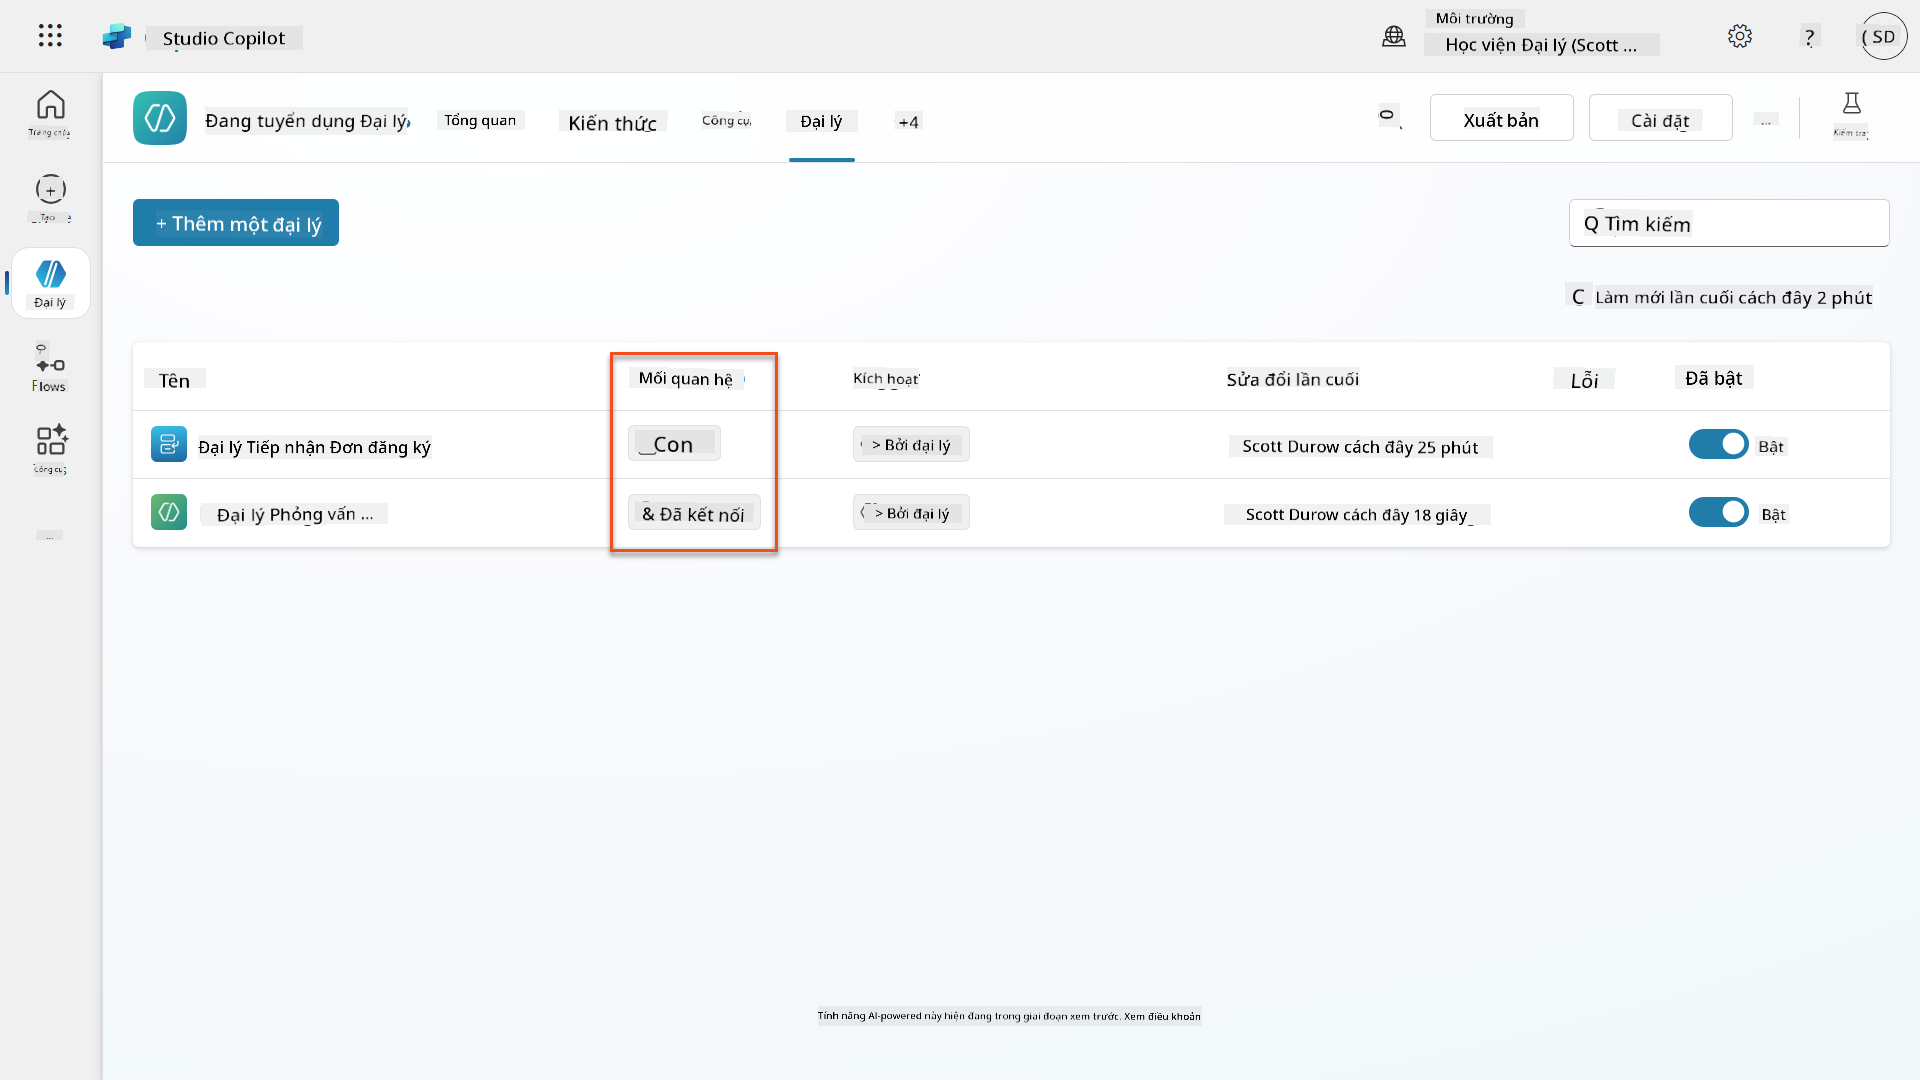 Studio Copilot
Môi trường
Học viện Đại lý (Scott ...
?
SD
Trang chủ
Tạo
Đại lý
Flows
Công cụ
...
Đang tuyển dụng Đại lý
Tổng quan
Kiến thức
Công cụ
Đại lý
+4
Xuất bản
Cài đặt
...
Kiểm tra
+ Thêm một đại lý
Q Tìm kiếm
C Làm mới lần cuối cách đây 2 phút
Tên
Mối quan hệ
Kích hoạt
Sửa đổi lần cuối
Lỗi
Đã bật
Đại lý Tiếp nhận Đơn đăng ký
Con
> Bởi đại lý
Scott Durow cách đây 25 phút
Bật
Đại lý Phỏng vấn ...
& Đã kết nối
> Bởi đại lý
Scott Durow cách đây 18 giây
Bật
Tính năng AI-powered này hiện đang trong giai đoạn xem trước. Xem điều khoản